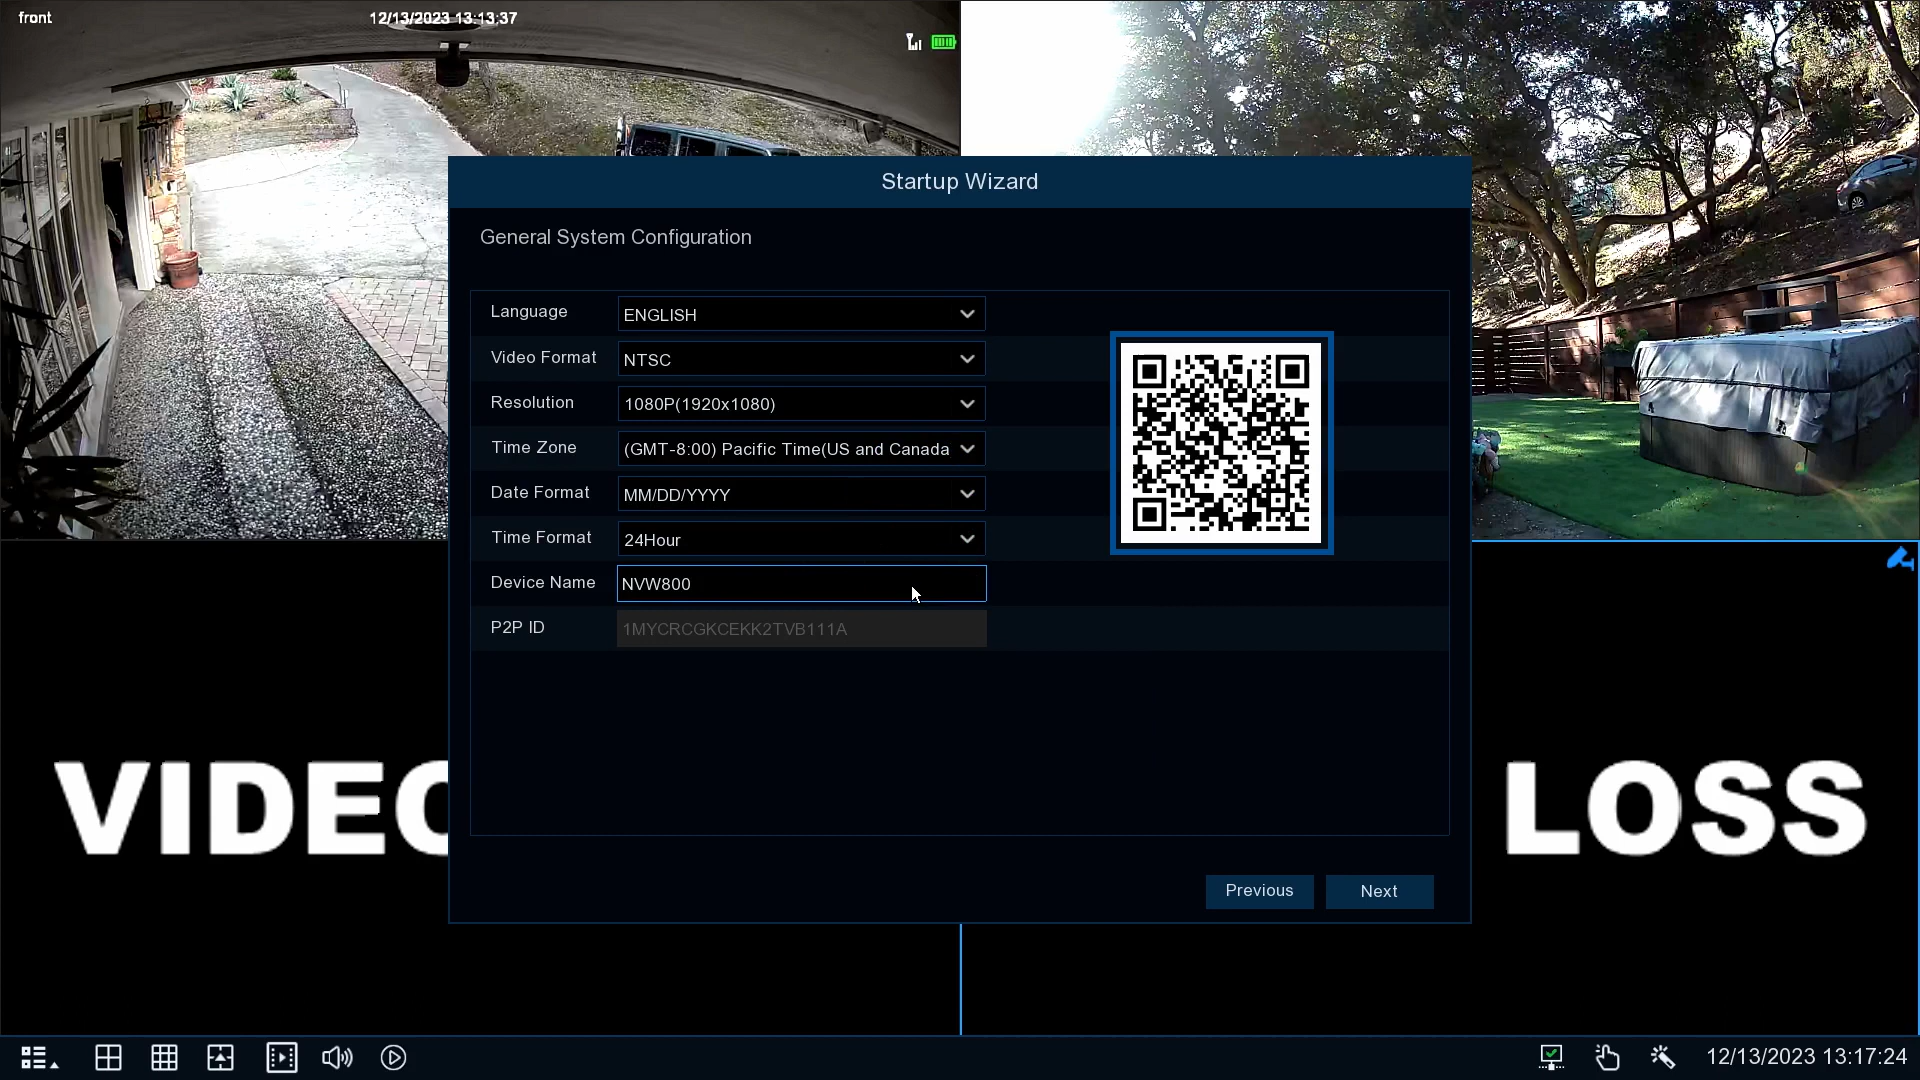 front
12/13/2023 13:13:37
Startup Wizard
General System Configuration
Language ENGLISH
Video Format NTSC
Resolution 1080P(1920x1080)
Time Zone (GMT-8:00) Pacific Time(US and Canada
Date Format MM/DD/YYYY
Time Format 24Hour
Device Name NVW800
P2P ID 1MYCRCGKCEKK2TVB111A
VIDEO LOSS
Previous Next
12/13/2023 13:17:24